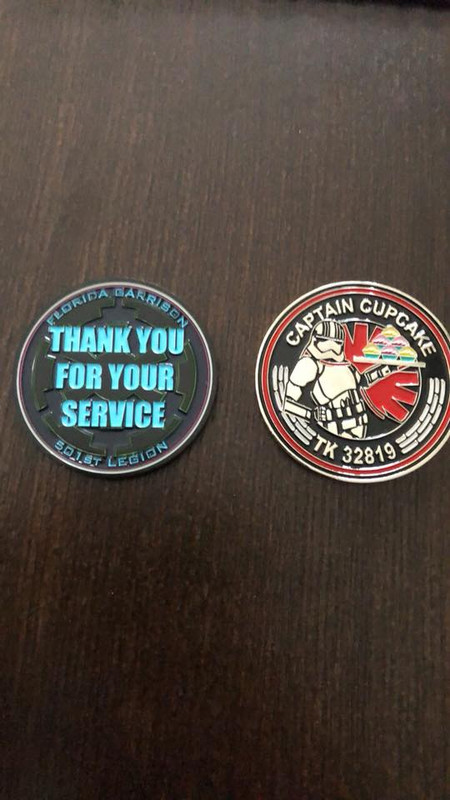 FLORIDA GARRISON
THANK YOU
FOR YOUR
SERVICE
501ST LEGION
CAPTAIN CUPCAKE
TK 32819